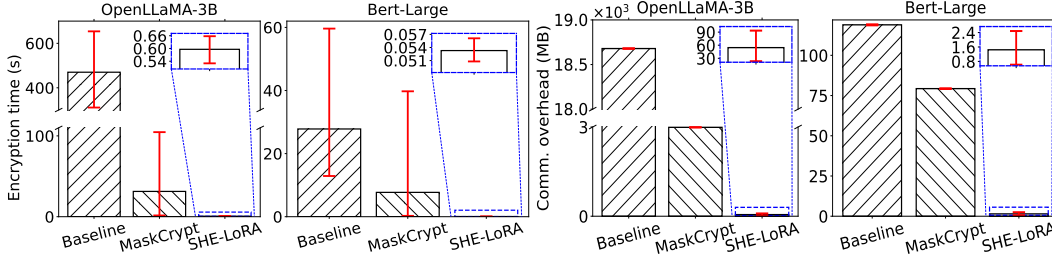 OpenLLaMA-3B
Encryption time (s)
600
400
100
0
0.66
0.60
0.54
Baseline
MaskCrypt
SHE-LoRA
Bert-Large
60
40
20
0
0.057
0.054
0.051
Baseline
MaskCrypt
SHE-LoRA
OpenLLaMA-3B
Comm. overhead (MB)
×10³
19.0
18.5
18.0
3
0
90
60
30
Baseline
MaskCrypt
SHE-LoRA
Bert-Large
100
75
50
25
0
2.4
1.6
0.8
Baseline
MaskCrypt
SHE-LoRA